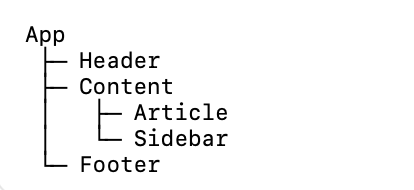 App
├─ Header
├─ Content
│   ├─ Article
│   └─ Sidebar
└─ Footer